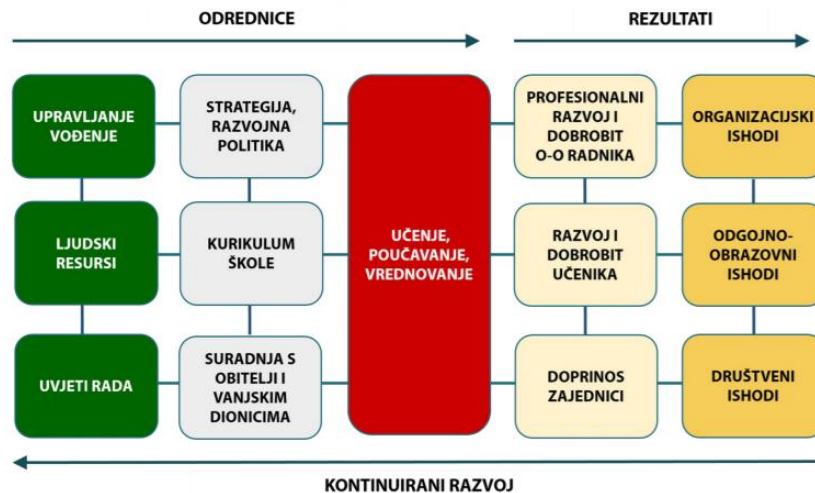 ODREDNICE
REZULTATI
UPRAVLJANJE
VOĐENJE
STRATEGIJA,
RAZVOJNA
POLITIKA
PROFESIONALNI
RAZVOJ I
DOBROBIT
O-O RADNIKA
ORGANIZACIJSKI
ISHODI
LJUDSKI
RESURSI
KURIKULUM
ŠKOLE
UČENJE,
POUČAVANJE,
VREDNOVANJE
RAZVOJ I
DOBROBIT
UČENIKA
ODGOJNO-
OBRAZOVNI
ISHODI
UVJETI RADA
SURADNJA S
OBITELJI I
VANJSKIM
DIONICIMA
DOPRINOS
ZAJEDNICI
DRUŠTVENI
ISHODI
KONTINUIRANI RAZVOJ